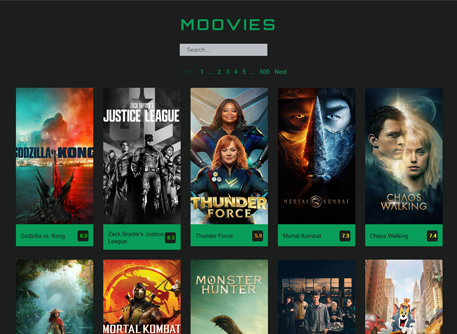 MOOVIES
Search...
Prev 1 ... 2 3 4 5 ... 500 Next
GODZILLA vs. KONG
ZACK SNYDER'S
JUSTICE LEAGUE
THUNDER
FORCE
MORTAL KOMBAT
CHAOS
WALKING
Godzilla vs. Kong 8.3
Zack Snyder's Justice
League 8.5
Thunder Force 5.9
Mortal Kombat 7.3
Chaos Walking 7.4
MORTAL KOMBAT
MONSTER
HUNTER